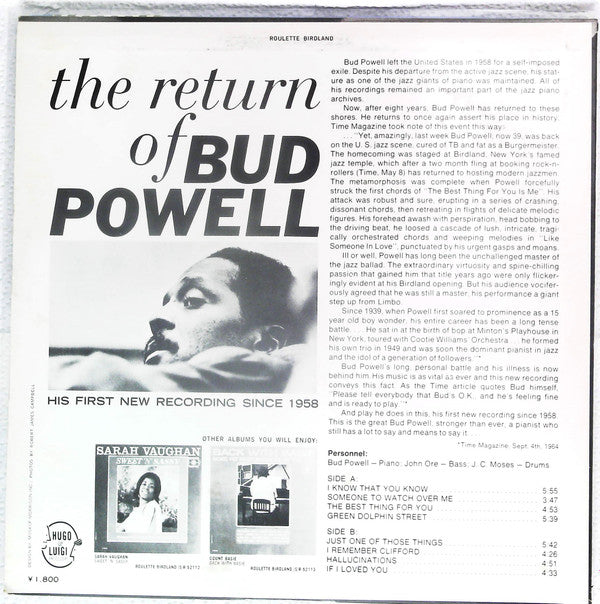 ROULETTE BIRDLAND
the return
of BUD
POWELL
HIS FIRST NEW RECORDING SINCE 1958
OTHER ALBUMS YOU WILL ENJOY:
SARAH VAUGHAN
SWEET 'N' SASSY
BACK WITH BASIE
SARAH VAUGHAN
SWEET 'N' SASSY
ROULETTE BIRDLAND (S)R 52112
COUNT BASIE
BACK WITH BASIE
ROULETTE BIRDLAND (S)R 52113
PHOTOS BY ROBERT JAMES CAMPBELL
HUGO
&
LUIGI
¥1,800
Bud Powell left the United States in 1958 for a self-imposed
exile. Despite his departure from the active jazz scene, his stat-
ure as one of the jazz giants of piano was maintained. All of
his recordings remained an important part of the jazz piano
archives.
Now, after eight years, Bud Powell has returned to these
shores. He returns to once again assert his place in history.
Time Magazine took note of this event this way:
. . . "Yet, amazingly, last week Bud Powell, now 39, was back
on the U.S. jazz scene, cured of TB and fat as a Burgermeister.
The homecoming was staged at Birdland, New York's famed
jazz temple, which after a two month fling at booking rock-n-
rollers (Time, May 8) has returned to hosting modern jazzmen.
The metamorphosis was complete when Powell forcefully
struck the first chords of "The Best Thing For You Is Me". His
attack was robust and sure, erupting in a series of crashing,
dissonant chords, then retreating in flights of delicate melodic
figures. His forehead awash with perspiration, head bobbing
to the driving beat, he loosed a cascade of lush, intricate, trag-
ically orchestrated chords and weeping melodies in "Like
Someone In Love", punctuated by his urgent gasps and moans.
Ill or well, Powell has long been the unchallenged master of
the jazz ballad. The extraordinary virtuosity and spine-chilling
passion that gained him that title years ago were only flicker-
ingly evident at his Birdland opening. But his audience vocifer-
ously agreed that he was still a master, his performance a giant
step up from Limbo.
Since 1939, when Powell first soared to prominence as a 15
year old boy wonder, his entire career has been a long tense
battle. . . . He sat in at the birth of bop at Minton's Playhouse in
New York, toured with Cootie Williams' Orchestra . . . he formed
his own trio in 1949 and was soon the dominant pianist in jazz
and the idol of a generation of followers."*
Bud Powell's long, personal battle and his illness is now
behind him. His music is as vital as ever and this new recording
conveys this fact. As the Time article quotes Bud himself,
"Please tell everybody that Bud's O.K., and he's feeling fine
and is ready to play."*
And play he does in this, his first new recording since 1958.
This is the great Bud Powell: stronger than ever, a pianist who
still has a lot to say and means to say it. . .
*Time Magazine, Sept. 4th, 1964
Personnel:
Bud Powell – Piano: John Ore – Bass; J. C. Moses – Drums
SIDE A:
I KNOW THAT YOU KNOW 5:55
SOMEONE TO WATCH OVER ME 3:47
THE BEST THING FOR YOU 4:53
GREEN DOLPHIN STREET 5:39
SIDE B:
JUST ONE OF THOSE THINGS 5:42
I REMEMBER CLIFFORD 4:26
HALLUCINATIONS 4:51
IF I LOVED YOU 4:33